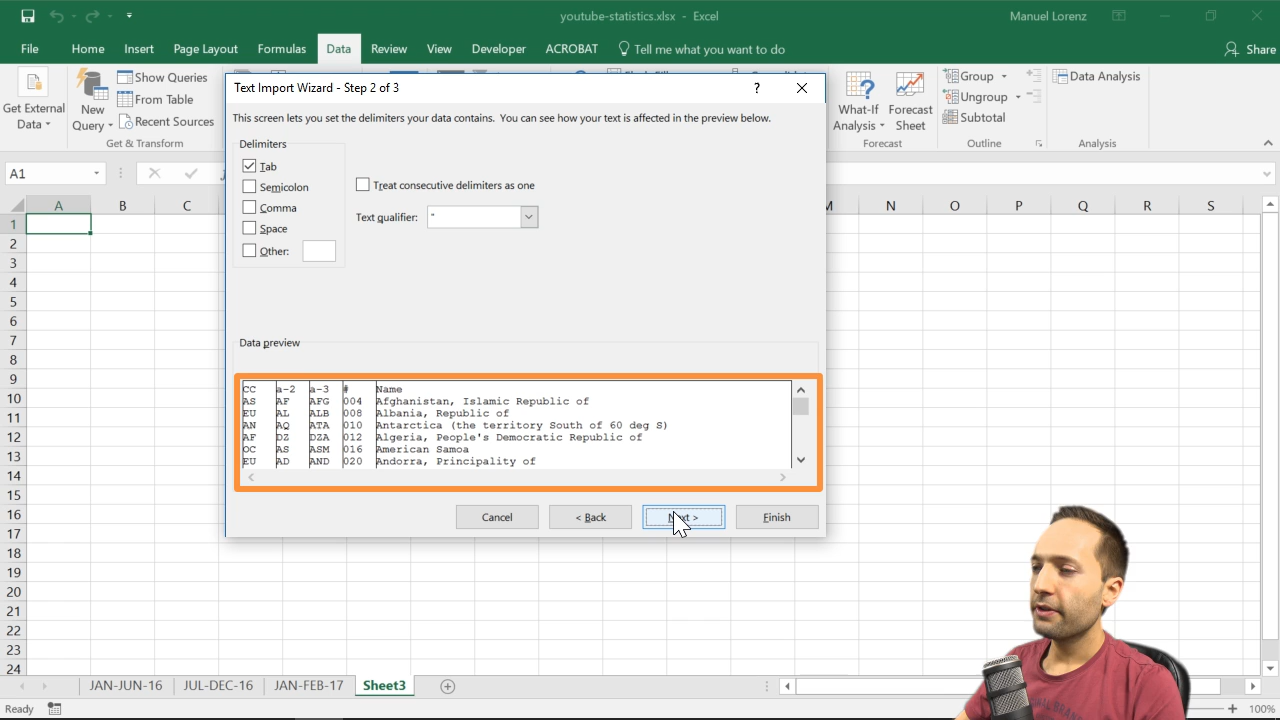 youtube-statistics.xlsx - Excel
Manuel Lorenz
File Home Insert Page Layout Formulas Data Review View Developer ACROBAT Tell me what you want to do Share
Get External Data
New Query
Show Queries
From Table
Recent Sources
Get & Transform
What-If Analysis
Forecast Sheet
Forecast
Group
Ungroup
Subtotal
Outline
Data Analysis
Analysis
Text Import Wizard - Step 2 of 3
?
This screen lets you set the delimiters your data contains. You can see how your text is affected in the preview below.
Delimiters
Tab
Semicolon
Comma
Space
Other:
Treat consecutive delimiters as one
Text qualifier: "
Data preview
CC a-2 a-3 # Name
AS AF AFG 004 Afghanistan, Islamic Republic of
EU AL ALB 008 Albania, Republic of
AN AQ ATA 010 Antarctica (the territory South of 60 deg S)
AF DZ DZA 012 Algeria, People's Democratic Republic of
OC AS ASM 016 American Samoa
EU AD AND 020 Andorra, Principality of
Cancel < Back Next > Finish
A1
A B C M N O P Q R S
1
2
3
4
5
6
7
8
9
10
11
12
13
14
15
16
17
18
19
20
21
22
23
24
JAN-JUN-16 JUL-DEC-16 JAN-FEB-17 Sheet3
Ready
100%